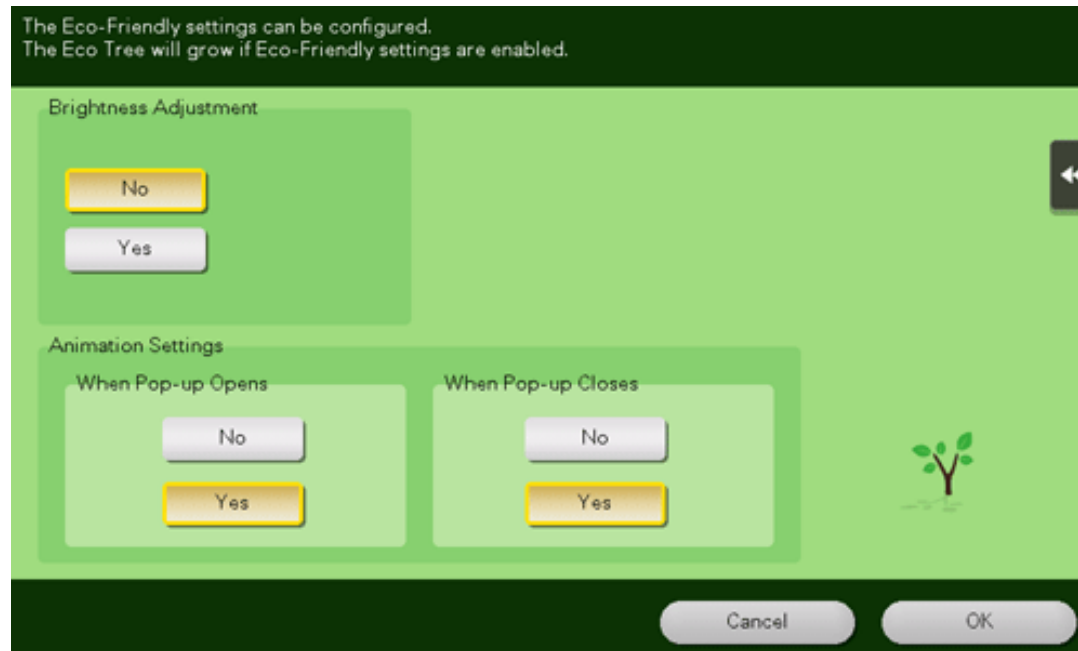 The Eco-Friendly settings can be configured.
The Eco Tree will grow if Eco-Friendly settings are enabled.
Brightness Adjustment
No
Yes
Animation Settings
When Pop-up Opens
When Pop-up Closes
No
No
Yes
Yes
Cancel
OK